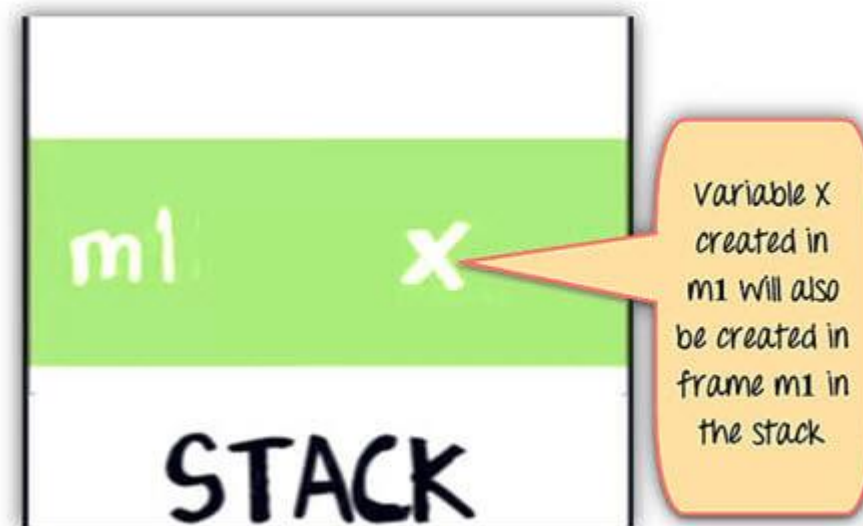 m1 x
STACK
Variable x
created in
m1 will also
be created in
frame m1 in
the stack